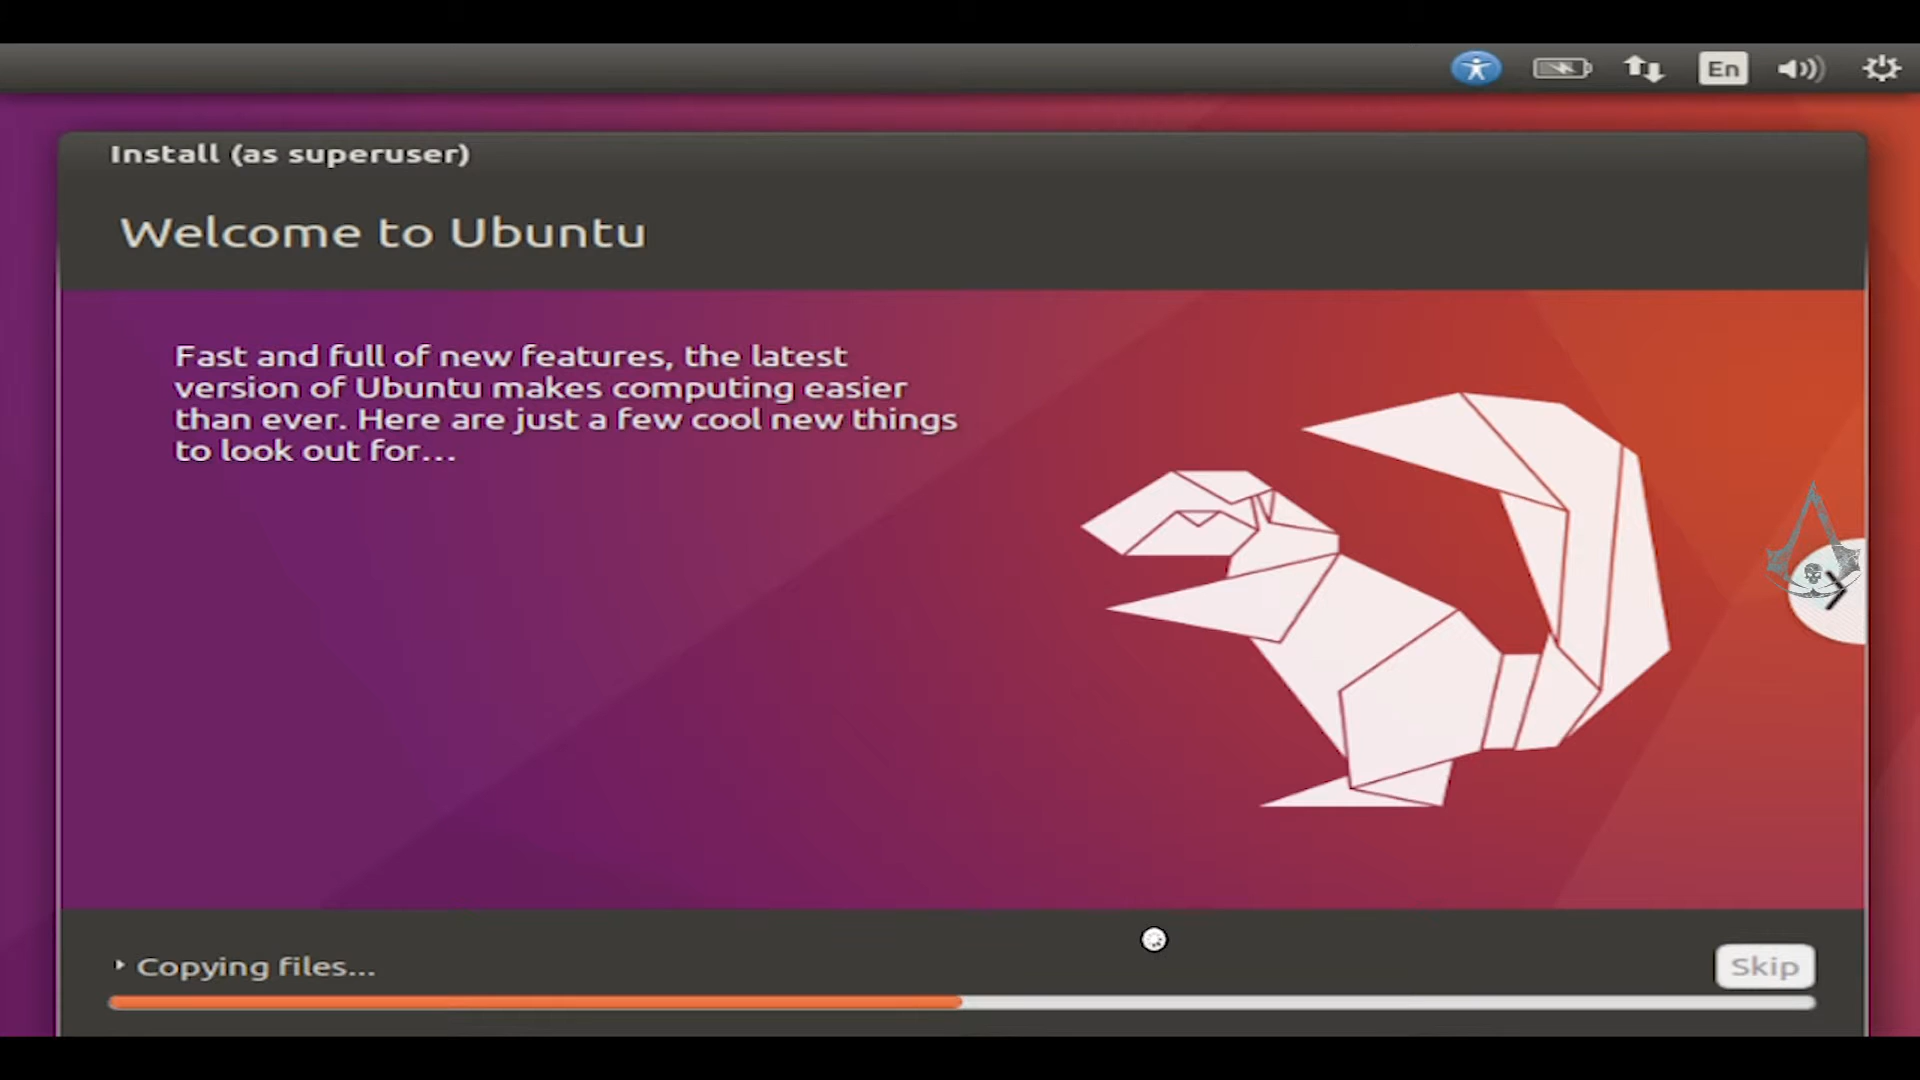 En
Install (as superuser)
Welcome to Ubuntu
Fast and full of new features, the latest
version of Ubuntu makes computing easier
than ever. Here are just a few cool new things
to look out for...
Copying files...
Skip